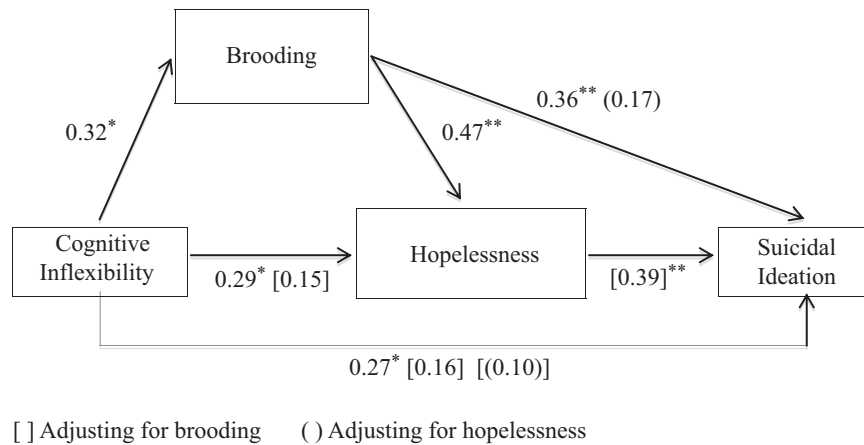 Brooding
0.36** (0.17)
0.32*
0.47**
Cognitive
Inflexibility
Hopelessness
Suicidal
Ideation
0.29* [0.15]
[0.39]**
0.27* [0.16] [(0.10)]
[ ] Adjusting for brooding ( ) Adjusting for hopelessness